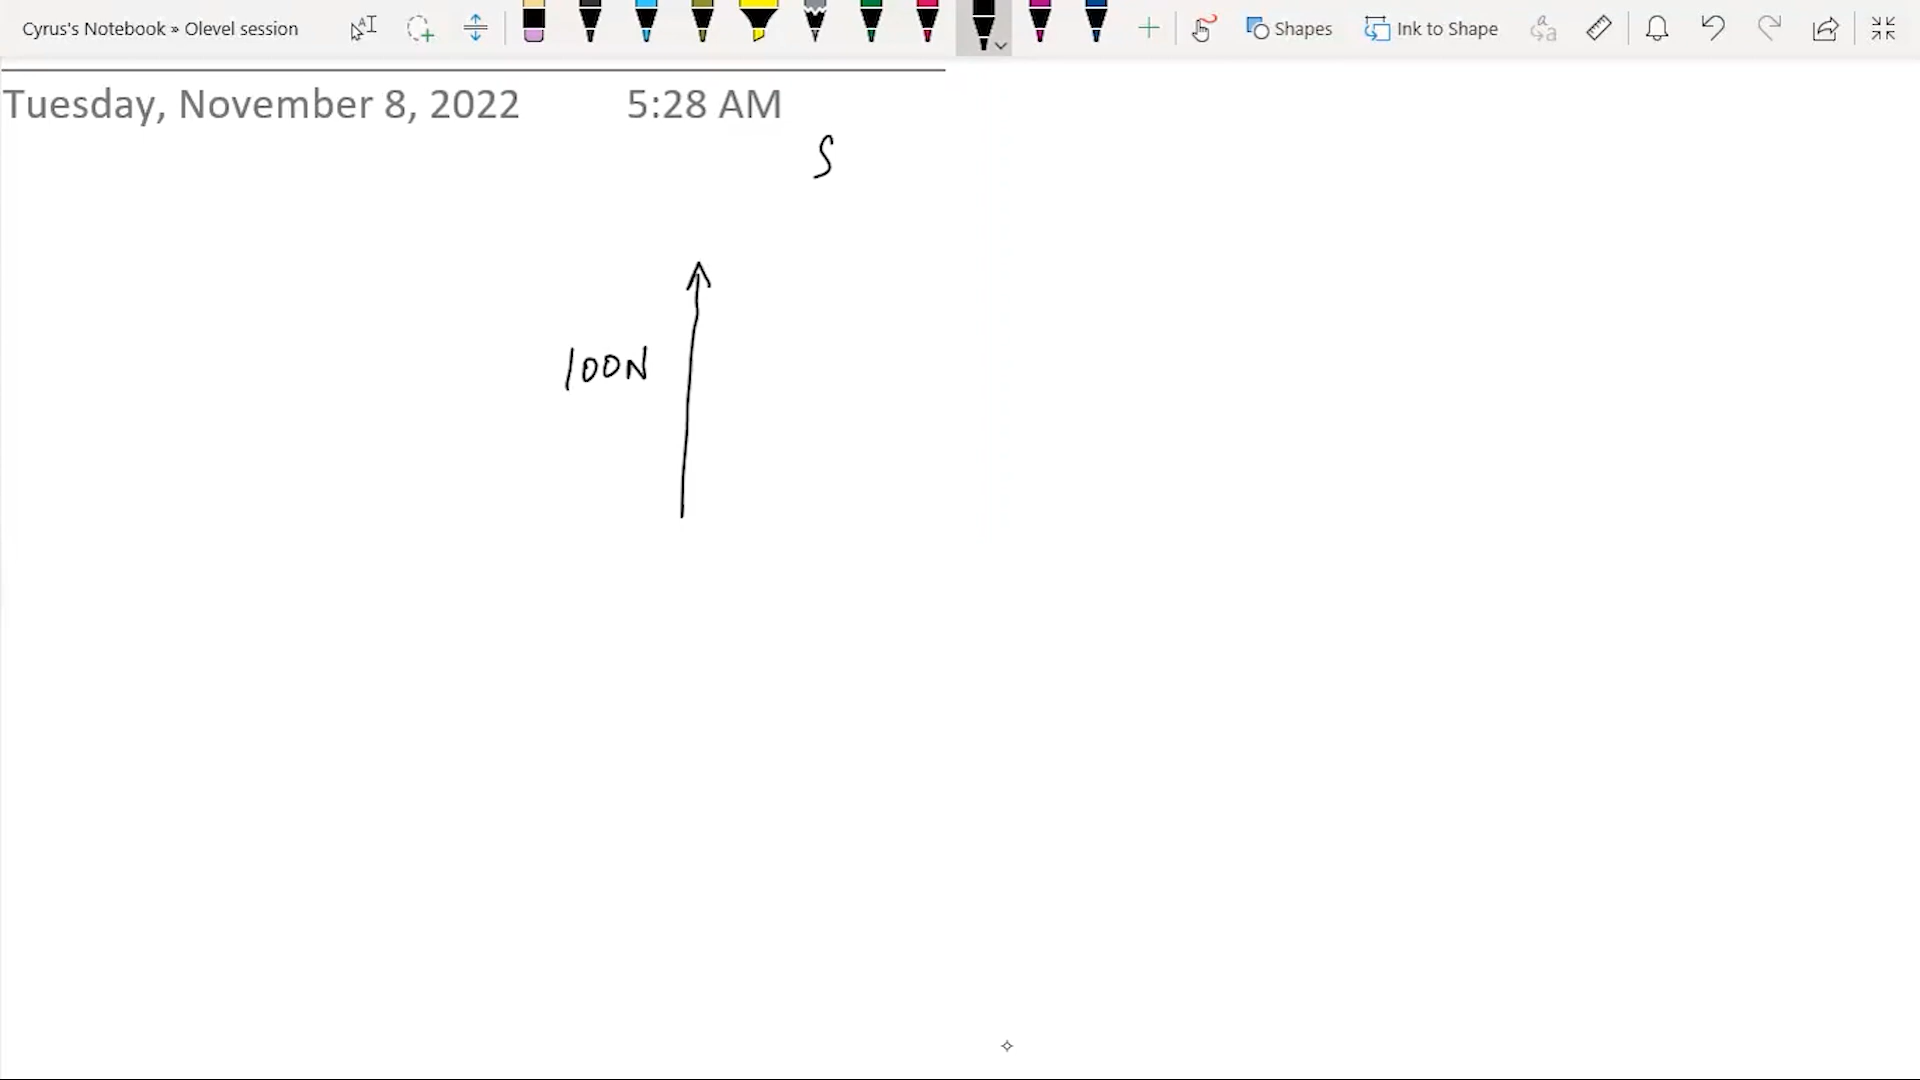 Cyrus's Notebook » Olevel session
Shapes
Ink to Shape
Tuesday, November 8, 2022 5:28 AM
S
100N